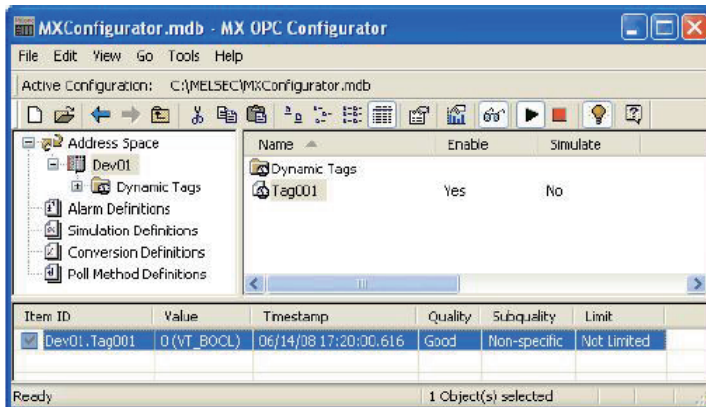 MXConfigurator.mdb - MX OPC Configurator
File Edit View Go Tools Help
Active Configuration: C:\MELSEC\MXConfigurator.mdb
Address Space
Dev01
Dynamic Tags
Alarm Definitions
Simulation Definitions
Conversion Definitions
Poll Method Definitions
Name Enable Simulate
Dynamic Tags
Tag001 Yes No
Item ID Value Timestamp Quality Subquality Limit
Dev01.Tag001 0 (VT_BOOL) 06/14/08 17:20:00.616 Good Non-specific Not Limited
Ready 1 Object(s) selected